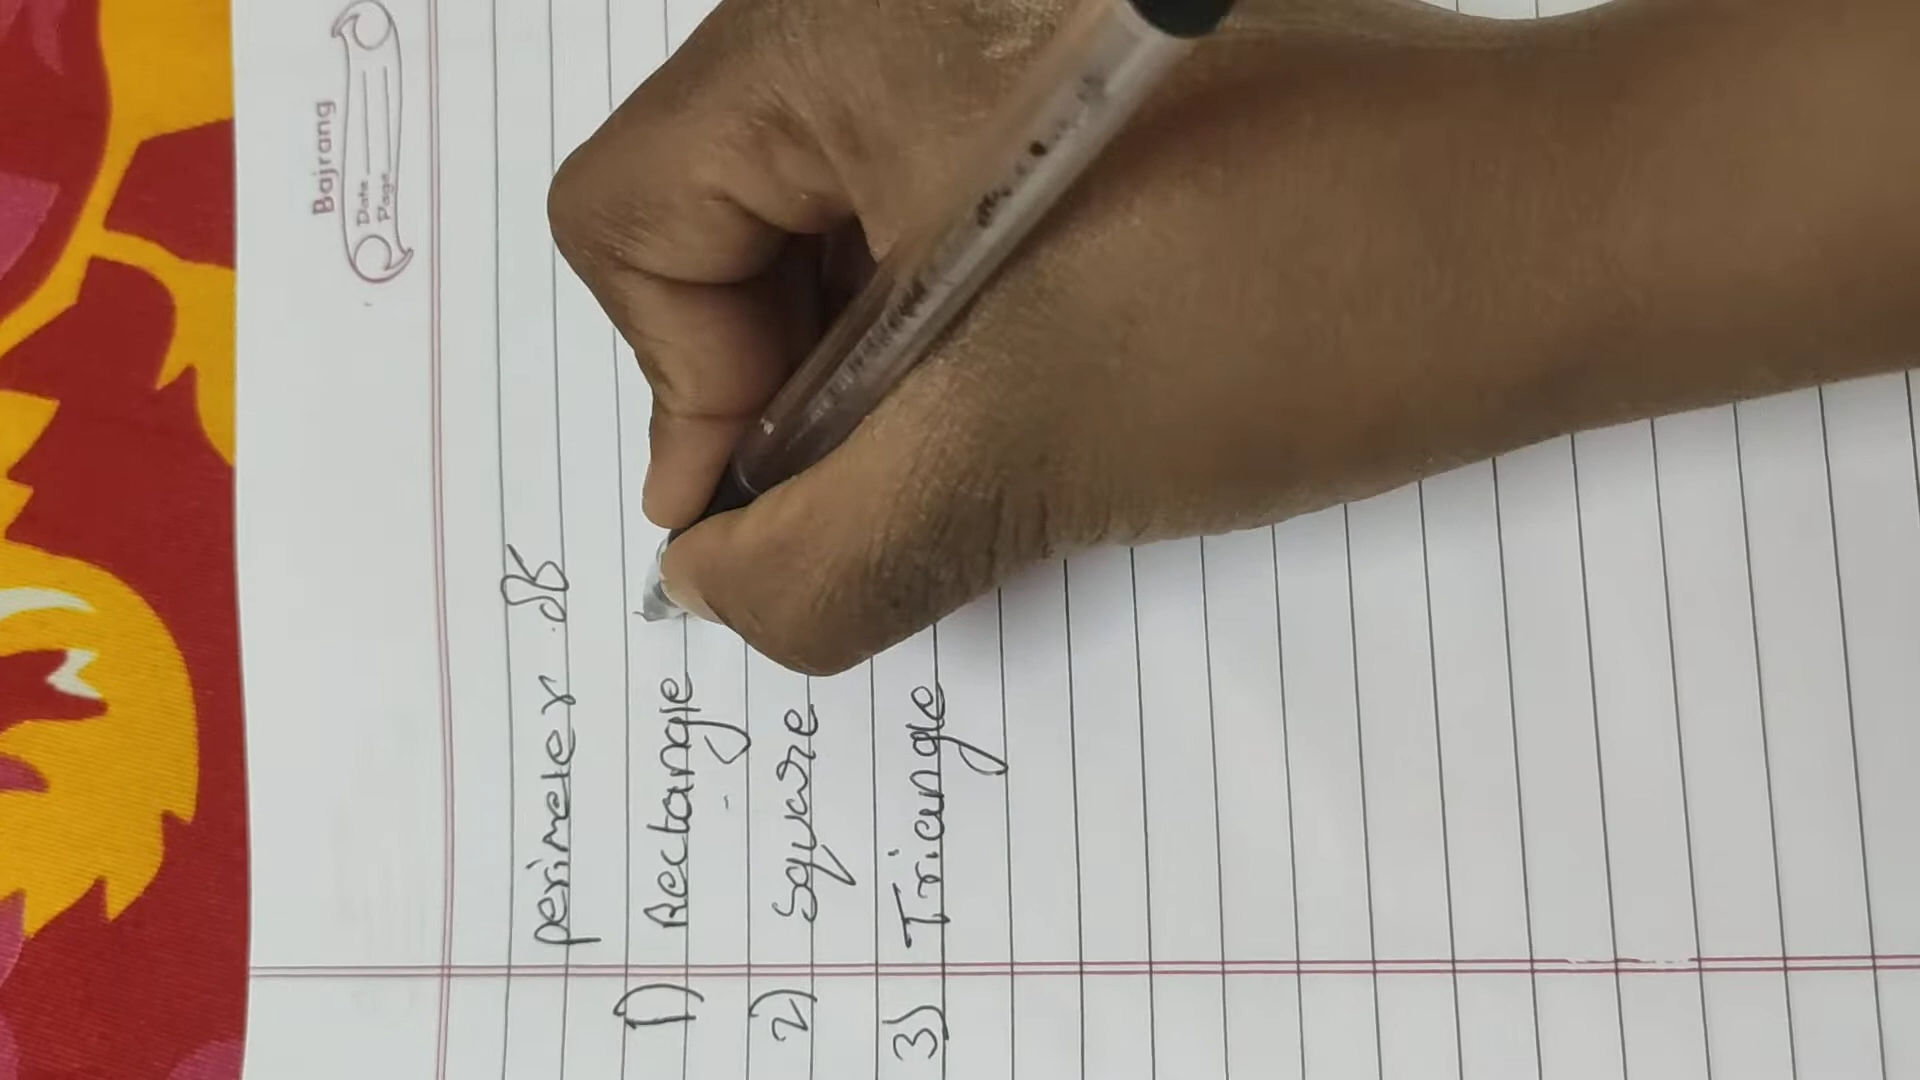 Bajrang
Date
Page
perimeter of
1) Rectangle
2) Square
3) Triangle